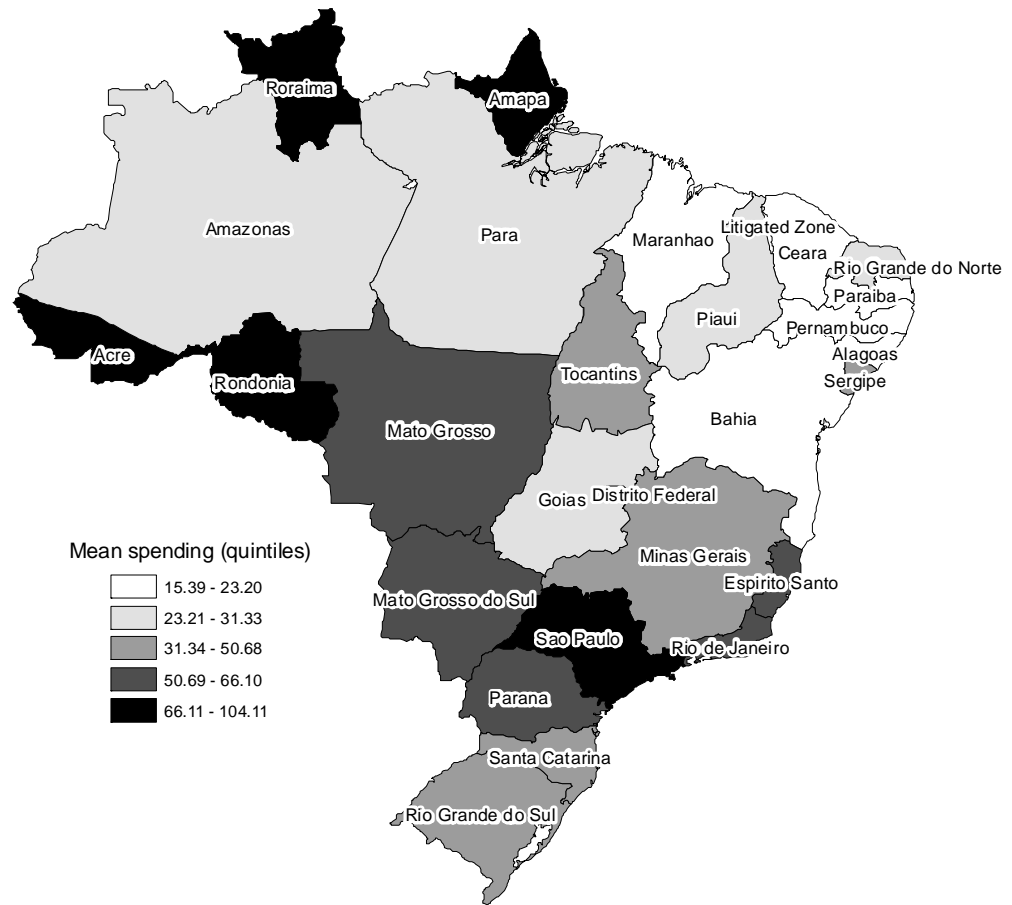 Roraima
Amapa
Amazonas
Para
Maranhao
Litigated Zone
Ceara
Rio Grande do Norte
Paraiba
Piaui
Pernambuco
Acre
Alagoas
Rondonia
Tocantins
Sergipe
Bahia
Mato Grosso
Goias
Distrito Federal
Mean spending (quintiles)
15.39 - 23.20
23.21 - 31.33
31.34 - 50.68
50.69 - 66.10
66.11 - 104.11
Minas Gerais
Espirito Santo
Mato Grosso do Sul
Sao Paulo
Rio de Janeiro
Parana
Santa Catarina
Rio Grande do Sul